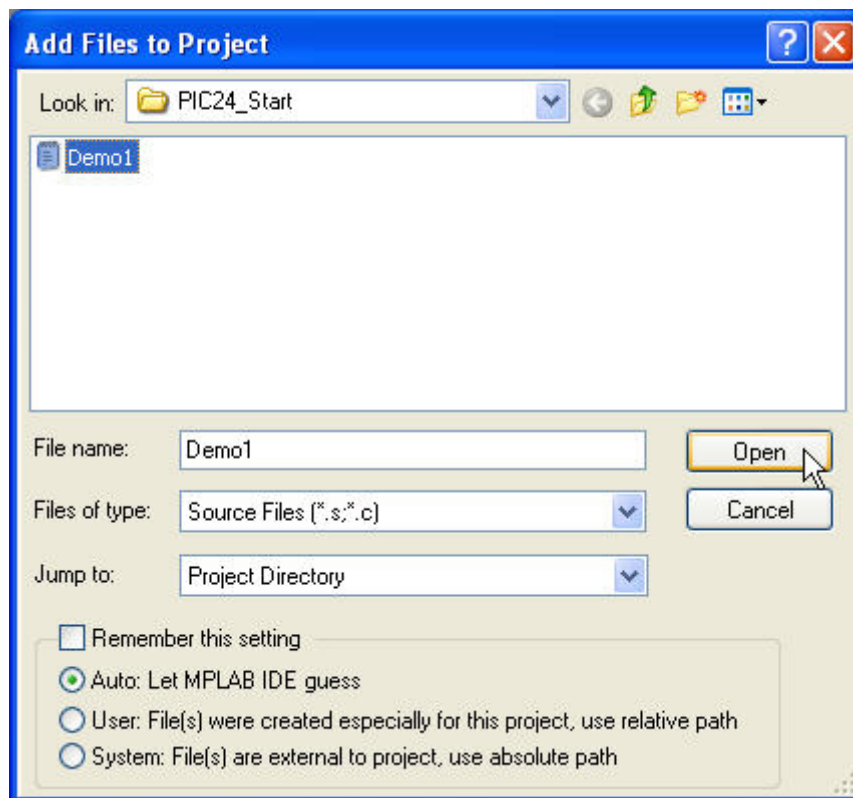 Add Files to Project
Look in: PIC24_Start
Demo1
File name: Demo1 Open
Files of type: Source Files (*.s;*.c) Cancel
Jump to: Project Directory
Remember this setting
Auto: Let MPLAB IDE guess
User: File(s) were created especially for this project, use relative path
System: File(s) are external to project, use absolute path